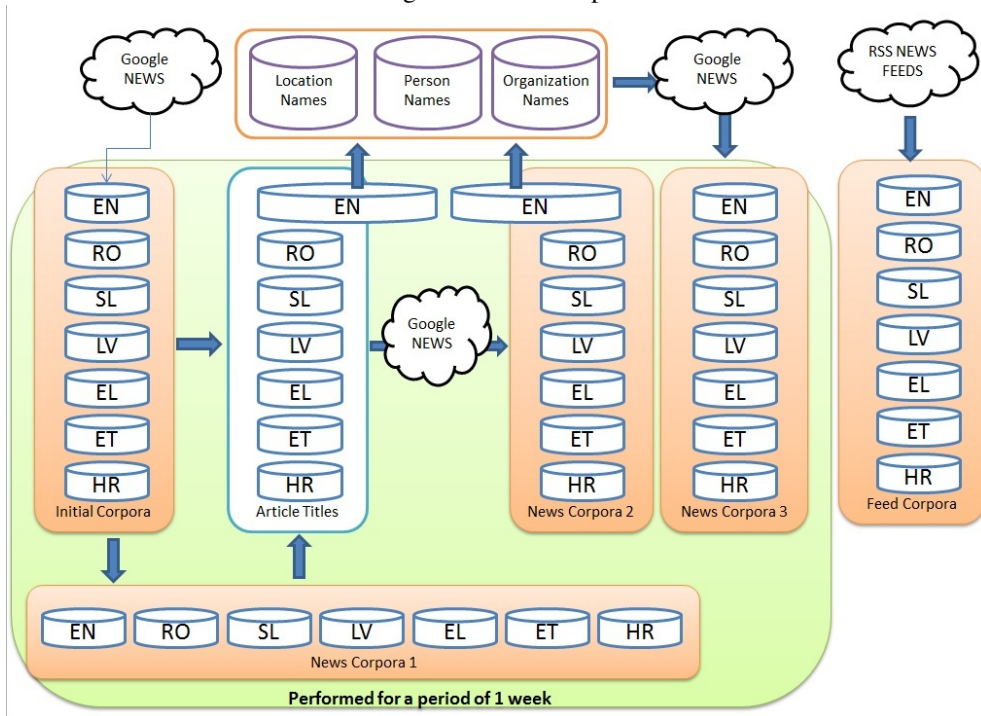 Google
NEWS
Location
Names
Person
Names
Organization
Names
Google
NEWS
RSS NEWS
FEEDS
EN
RO
SL
LV
EL
ET
HR
Initial Corpora
EN
RO
SL
LV
EL
ET
HR
Article Titles
Google
NEWS
EN
RO
SL
LV
EL
ET
HR
News Corpora 2
EN
RO
SL
LV
EL
ET
HR
News Corpora 3
EN
RO
SL
LV
EL
ET
HR
Feed Corpora
EN
RO
SL
LV
EL
ET
HR
News Corpora 1
Performed for a period of 1 week